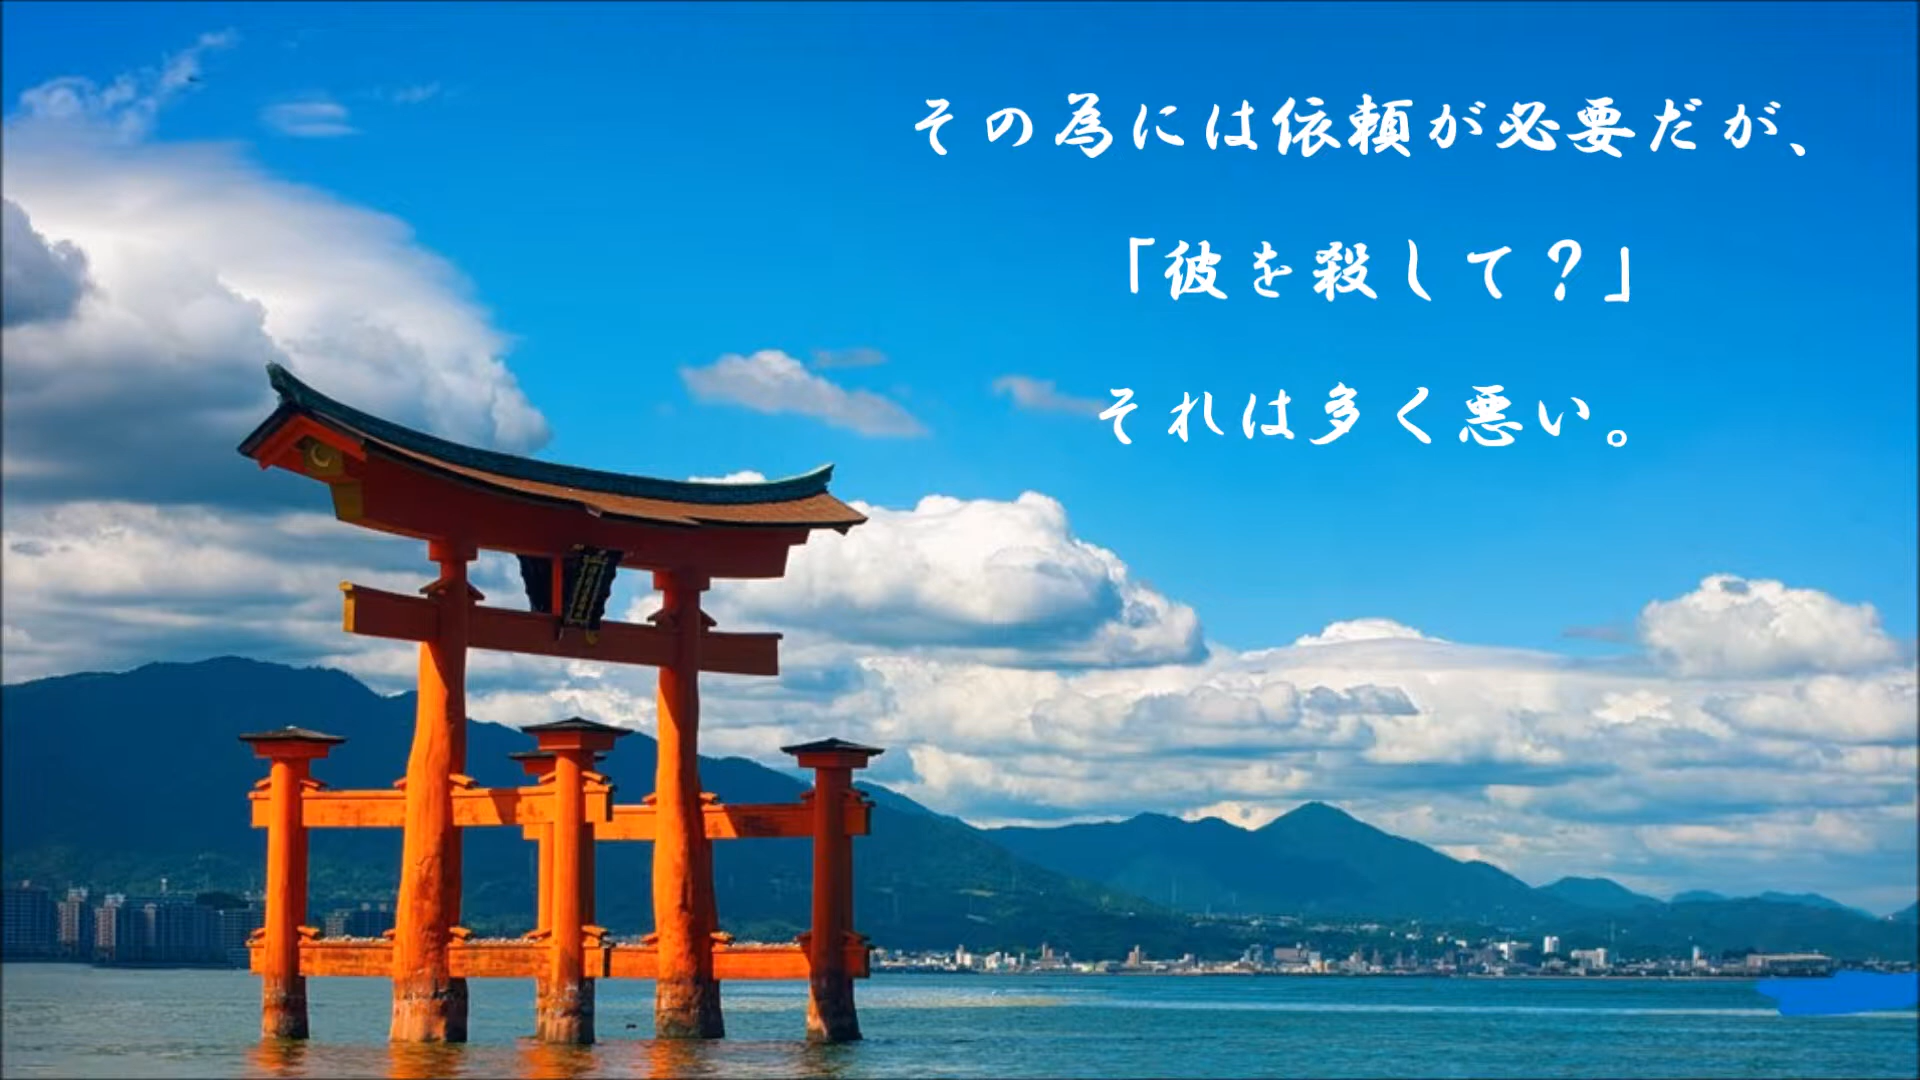 その為には依頼が必要だが、
「彼を殺して？」
それは多く悪い。